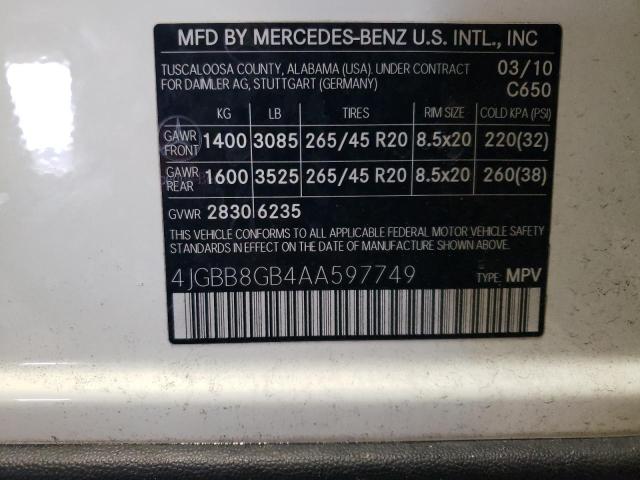 MFD BY MERCEDES-BENZ U.S. INTL., INC
TUSCALOOSA COUNTY, ALABAMA (USA). UNDER CONTRACT 03/10
FOR DAIMLER AG, STUTTGART (GERMANY) C650
KG LB TIRES RIM SIZE COLD KPA (PSI)
GAWR FRONT 1400 3085 265/45 R20 8.5x20 220(32)
GAWR REAR 1600 3525 265/45 R20 8.5x20 260(38)
GVWR 2830 6235
THIS VEHICLE CONFORMS TO ALL APPLICABLE FEDERAL MOTOR VEHICLE SAFETY
STANDARDS IN EFFECT ON THE DATE OF MANUFACTURE SHOWN ABOVE.
4JGBB8GB4AA597749 TYPE: MPV